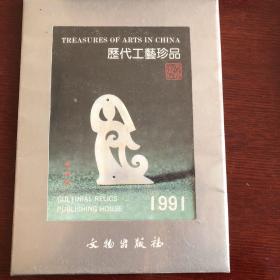 TREASURES OF ARTS IN CHINA
歷代工藝珍品
CULTURAL RELICS
PUBLISHING HOUSE
1991
文物出版社